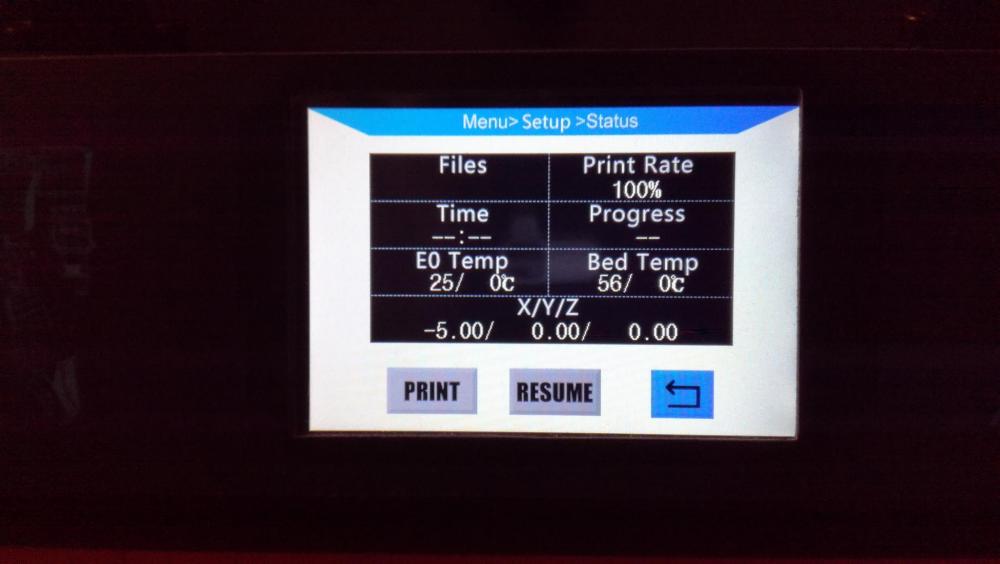 Menu> Setup >Status
Files
Print Rate
100%
Time
--:--
Progress
--
E0 Temp
25/ 0℃
Bed Temp
56/ 0℃
X/Y/Z
-5.00/ 0.00/ 0.00
PRINT
RESUME